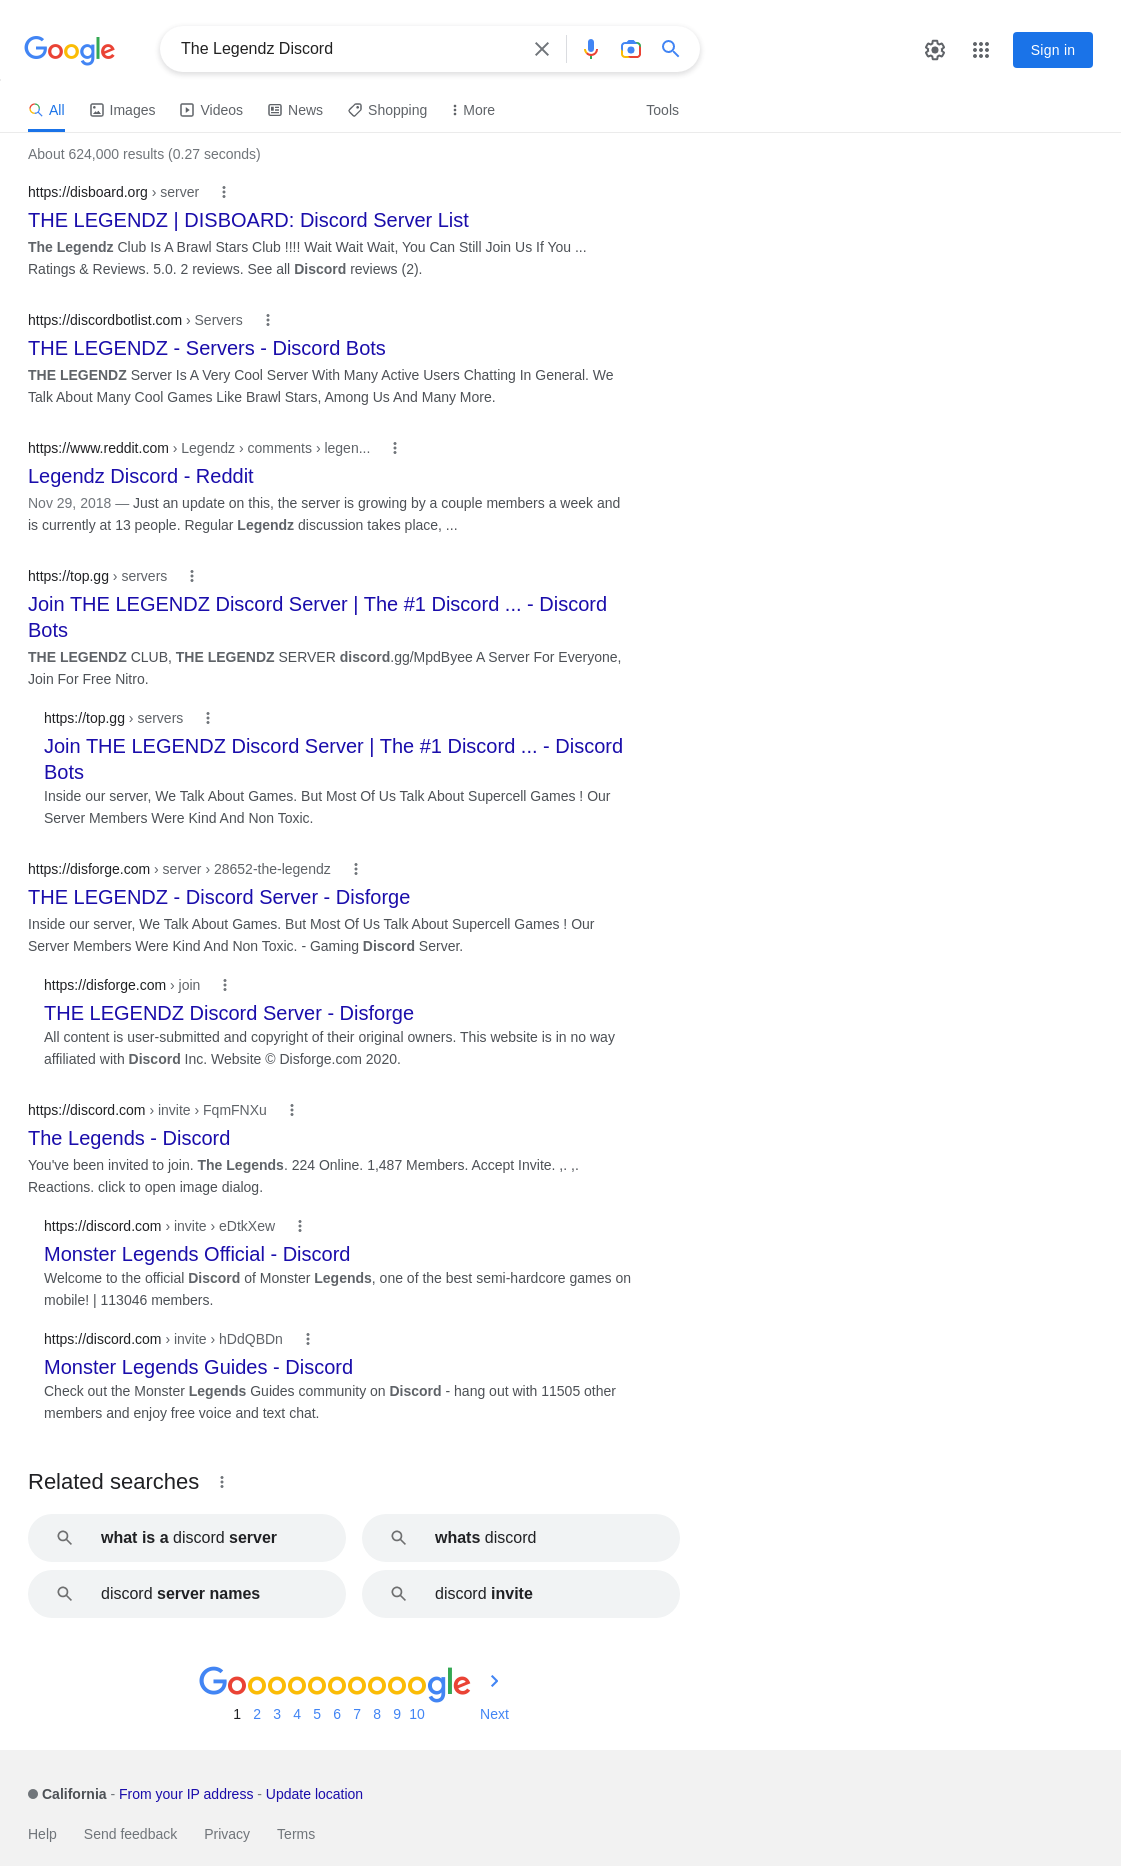 Google
The Legendz Discord
Sign in
All Images Videos News Shopping More Tools
About 624,000 results (0.27 seconds)
https://disboard.org › server
THE LEGENDZ | DISBOARD: Discord Server List
The Legendz Club Is A Brawl Stars Club !!!! Wait Wait Wait, You Can Still Join Us If You ...
Ratings & Reviews. 5.0. 2 reviews. See all Discord reviews (2).
https://discordbotlist.com › Servers
THE LEGENDZ - Servers - Discord Bots
THE LEGENDZ Server Is A Very Cool Server With Many Active Users Chatting In General. We
Talk About Many Cool Games Like Brawl Stars, Among Us And Many More.
https://www.reddit.com › Legendz › comments › legen...
Legendz Discord - Reddit
Nov 29, 2018 — Just an update on this, the server is growing by a couple members a week and
is currently at 13 people. Regular Legendz discussion takes place, ...
https://top.gg › servers
Join THE LEGENDZ Discord Server | The #1 Discord ... - Discord
Bots
THE LEGENDZ CLUB, THE LEGENDZ SERVER discord.gg/MpdByee A Server For Everyone,
Join For Free Nitro.
https://top.gg › servers
Join THE LEGENDZ Discord Server | The #1 Discord ... - Discord
Bots
Inside our server, We Talk About Games. But Most Of Us Talk About Supercell Games ! Our
Server Members Were Kind And Non Toxic.
https://disforge.com › server › 28652-the-legendz
THE LEGENDZ - Discord Server - Disforge
Inside our server, We Talk About Games. But Most Of Us Talk About Supercell Games ! Our
Server Members Were Kind And Non Toxic. - Gaming Discord Server.
https://disforge.com › join
THE LEGENDZ Discord Server - Disforge
All content is user-submitted and copyright of their original owners. This website is in no way
affiliated with Discord Inc. Website © Disforge.com 2020.
https://discord.com › invite › FqmFNXu
The Legends - Discord
You've been invited to join. The Legends. 224 Online. 1,487 Members. Accept Invite. ,. ,.
Reactions. click to open image dialog.
https://discord.com › invite › eDtkXew
Monster Legends Official - Discord
Welcome to the official Discord of Monster Legends, one of the best semi-hardcore games on
mobile! | 113046 members.
https://discord.com › invite › hDdQBDn
Monster Legends Guides - Discord
Check out the Monster Legends Guides community on Discord - hang out with 11505 other
members and enjoy free voice and text chat.
Related searches
what is a discord server
whats discord
discord server names
discord invite
Goooooooooogle
1 2 3 4 5 6 7 8 9 10 Next
California - From your IP address - Update location
Help Send feedback Privacy Terms